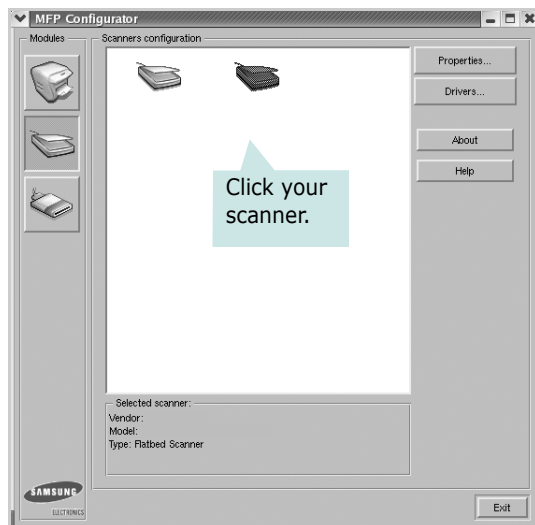 MFP Configurator
Modules
Scanners configuration
Properties...
Drivers...
About
Help
Click your
scanner.
Selected scanner:
Vendor:
Model:
Type: Flatbed Scanner
SAMSUNG
ELECTRONICS
Exit